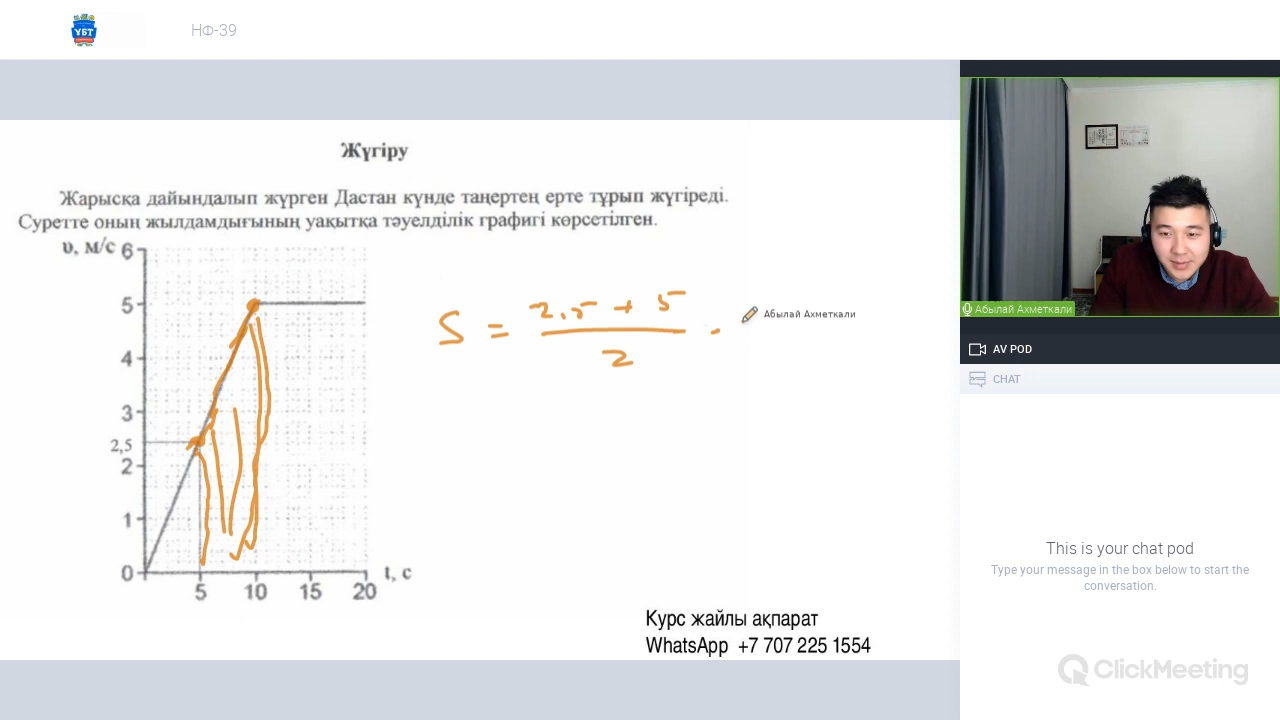 ҰБТ
НФ-39
Жүгіру
Жарысқа дайындалып жүрген Дастан күнде таңертең ерте тұрып жүгіреді.
Суретте оның жылдамдығының уақытқа тәуелділік графигі көрсетілген.
υ, м/с
6
5
4
3
2,5
2
1
0
5 10 15 20
t, с
S = 2,5 + 5
2
·
Абылай Ахметкали
Курс жайлы ақпарат
WhatsApp +7 707 225 1554
Абылай Ахметкали
AV POD
CHAT
This is your chat pod
Type your message in the box below to start the
conversation.
ClickMeeting